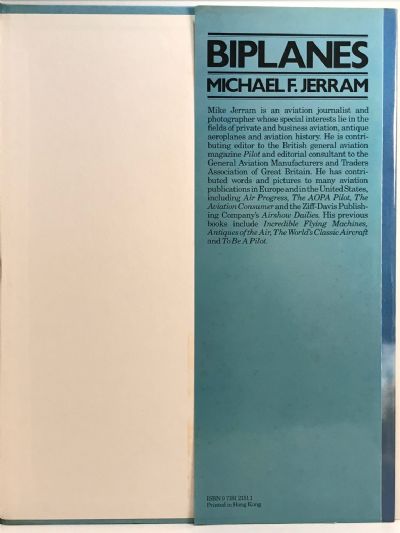 BIPLANES
MICHAEL F. JERRAM
Mike Jerram is an aviation journalist and
photographer whose special interests lie in the
fields of private and business aviation, antique
aeroplanes and aviation history. He is contri-
buting editor to the British general aviation
magazine Pilot and editorial consultant to the
General Aviation Manufacturers and Traders
Association of Great Britain. He has contri-
buted words and pictures to many aviation
publications in Europe and in the United States,
including Air Progress, The AOPA Pilot, The
Aviation Consumer and the Ziff-Davis Publish-
ing Company's Airshow Dailies. His previous
books include Incredible Flying Machines,
Antiques of the Air, The World's Classic Aircraft
and To Be A Pilot.
ISBN 0 7381 2151 1
Printed in Hong Kong